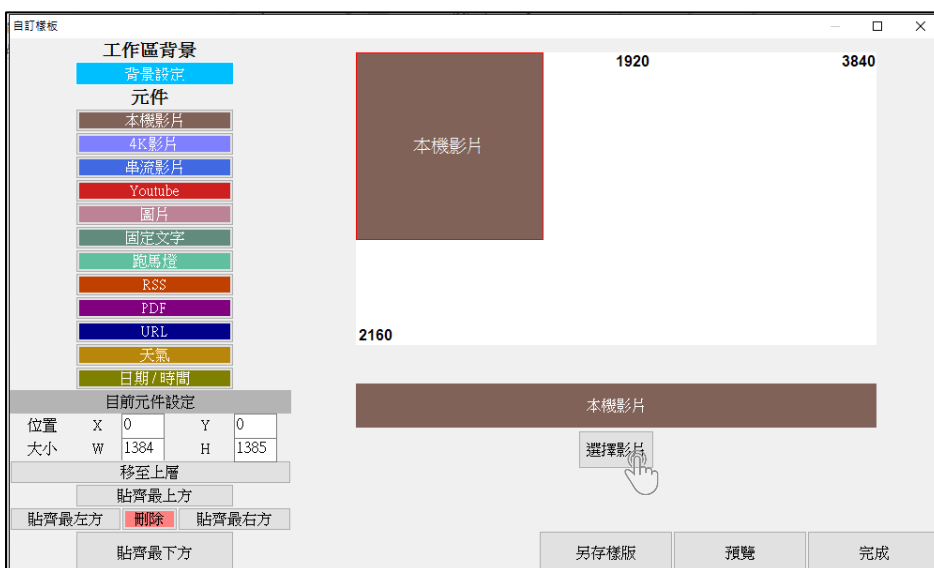 自訂樣板
工作區背景
背景設定
元件
本機影片
4K影片
串流影片
Youtube
圖片
固定文字
跑馬燈
RSS
PDF
URL
天氣
日期/時間
目前元件設定
位置 X 0 Y 0
大小 W 1384 H 1385
移至上層
貼齊最上方
貼齊最左方 刪除 貼齊最右方
貼齊最下方
1920 3840
本機影片
2160
本機影片
選擇影片
另存樣版 預覽 完成